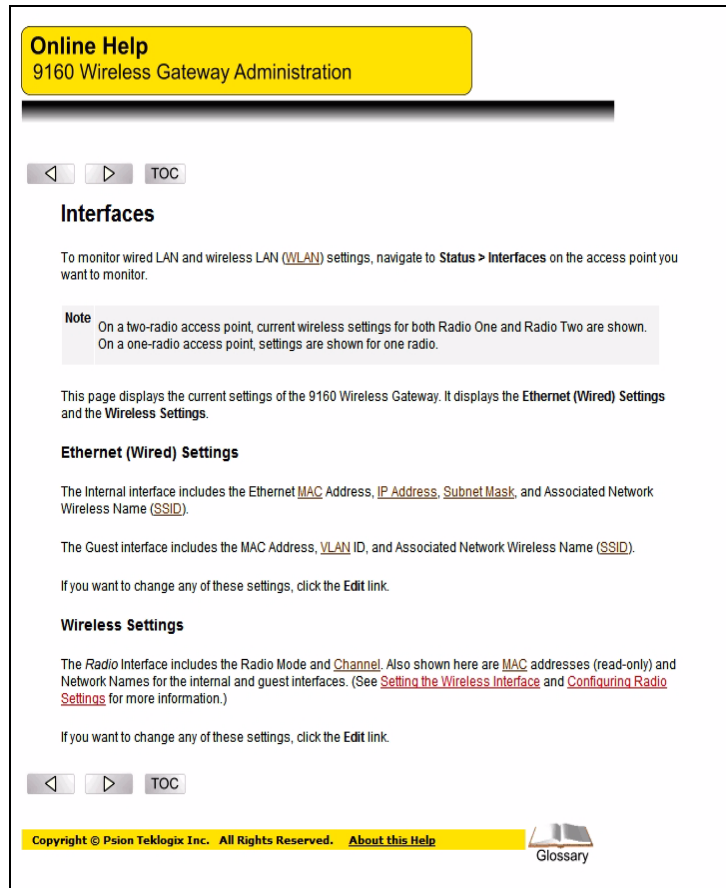 Online Help
9160 Wireless Gateway Administration
TOC
Interfaces
To monitor wired LAN and wireless LAN (WLAN) settings, navigate to Status > Interfaces on the access point you
want to monitor.
Note
On a two-radio access point, current wireless settings for both Radio One and Radio Two are shown.
On a one-radio access point, settings are shown for one radio.
This page displays the current settings of the 9160 Wireless Gateway. It displays the Ethernet (Wired) Settings
and the Wireless Settings.
Ethernet (Wired) Settings
The Internal interface includes the Ethernet MAC Address, IP Address, Subnet Mask, and Associated Network
Wireless Name (SSID).
The Guest interface includes the MAC Address, VLAN ID, and Associated Network Wireless Name (SSID).
If you want to change any of these settings, click the Edit link.
Wireless Settings
The Radio Interface includes the Radio Mode and Channel. Also shown here are MAC addresses (read-only) and
Network Names for the internal and guest interfaces. (See Setting the Wireless Interface and Configuring Radio
Settings for more information.)
If you want to change any of these settings, click the Edit link.
TOC
Copyright © Psion Teklogix Inc. All Rights Reserved. About this Help
Glossary